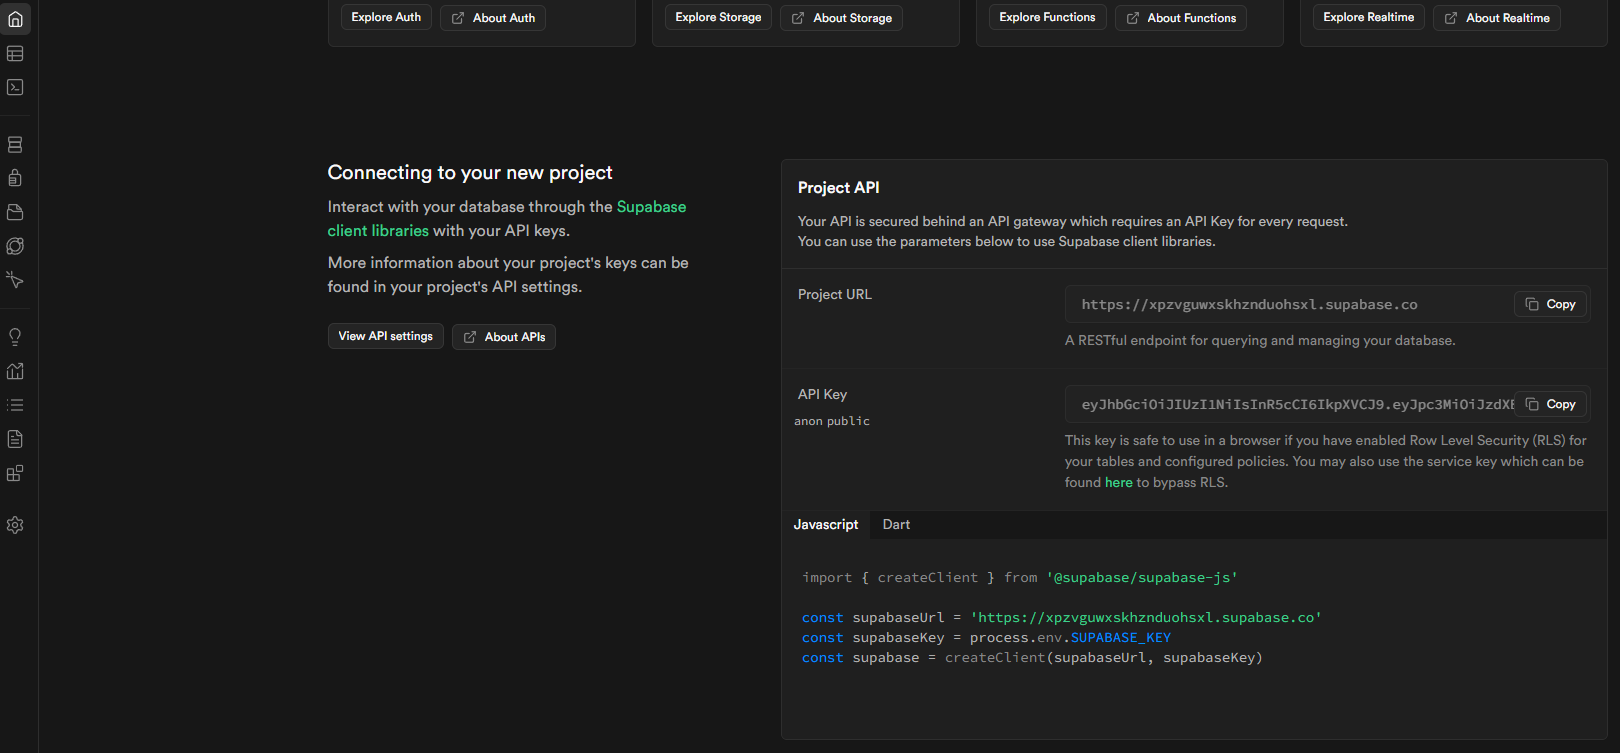 Explore Auth
About Auth
Explore Storage
About Storage
Explore Functions
About Functions
Explore Realtime
About Realtime
Connecting to your new project
Interact with your database through the Supabase
client libraries with your API keys.
More information about your project's keys can be
found in your project's API settings.
View API settings
About APIs
Project API
Your API is secured behind an API gateway which requires an API Key for every request.
You can use the parameters below to use Supabase client libraries.
Project URL
https://xpzvguwxskhznduohsxl.supabase.co
Copy
A RESTful endpoint for querying and managing your database.
API Key
anon public
eyJhbGciOiJIUzI1NiIsInR5cCI6IkpXVCJ9.eyJpc3MiOiJzdXB
Copy
This key is safe to use in a browser if you have enabled Row Level Security (RLS) for
your tables and configured policies. You may also use the service key which can be
found here to bypass RLS.
Javascript
Dart
import { createClient } from '@supabase/supabase-js'
const supabaseUrl = 'https://xpzvguwxskhznduohsxl.supabase.co'
const supabaseKey = process.env.SUPABASE_KEY
const supabase = createClient(supabaseUrl, supabaseKey)